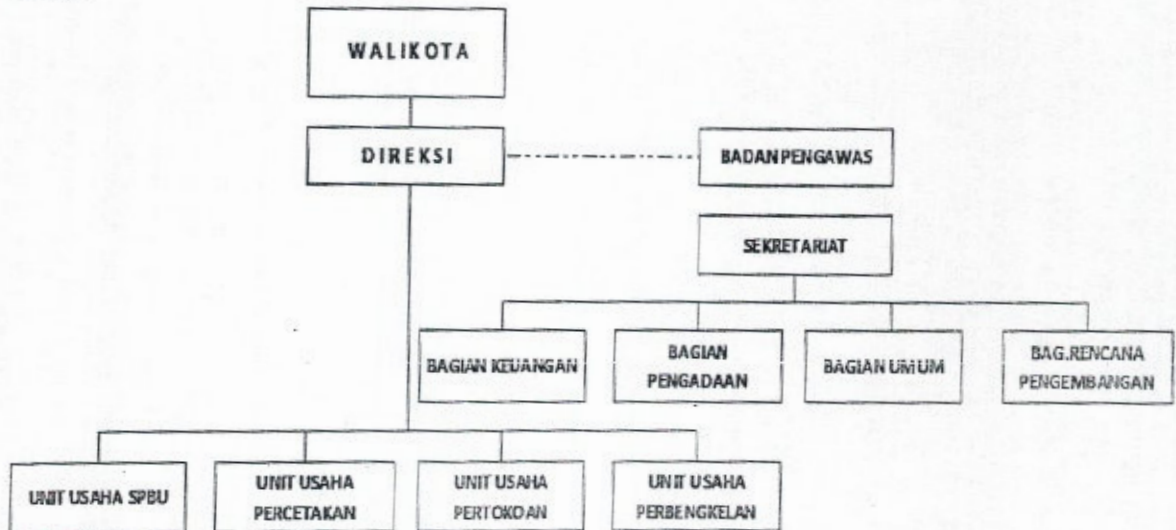 WALIKOTA
DIREKSI
BADAN PENGAWAS
SEKRETARIAT
BAGIAN KEUANGAN
BAGIAN
PENGADAAN
BAGIAN UMUM
BAG.RENCANA
PENGEMBANGAN
UNIT USAHA SPBU
UNIT USAHA
PERCETAKAN
UNIT USAHA
PERTOKOAN
UNIT USAHA
PERBENGKELAN